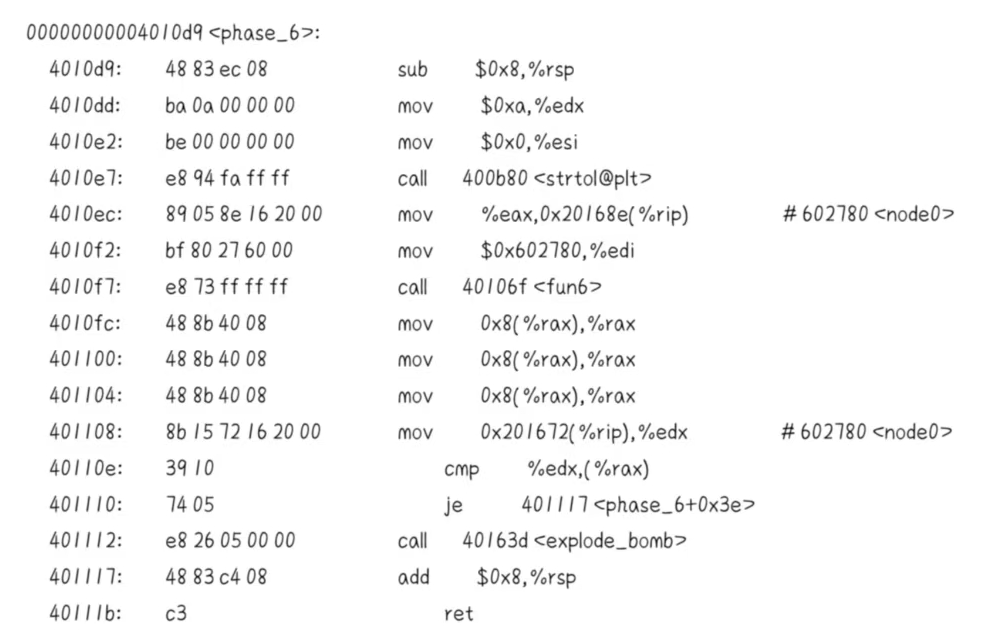 00000000004010d9 <phase_6>:
4010d9: 48 83 ec 08 sub $0x8,%rsp
4010dd: ba 0a 00 00 00 mov $0xa,%edx
4010e2: be 00 00 00 00 mov $0x0,%esi
4010e7: e8 94 fa ff ff call 400b80 <strtol@plt>
4010ec: 89 05 8e 16 20 00 mov %eax,0x20168e(%rip) # 602780 <node0>
4010f2: bf 80 27 60 00 mov $0x602780,%edi
4010f7: e8 73 ff ff ff call 40106f <fun6>
4010fc: 48 8b 40 08 mov 0x8(%rax),%rax
401100: 48 8b 40 08 mov 0x8(%rax),%rax
401104: 48 8b 40 08 mov 0x8(%rax),%rax
401108: 8b 15 72 16 20 00 mov 0x201672(%rip),%edx # 602780 <node0>
40110e: 39 10 cmp %edx,(%rax)
401110: 74 05 je 401117 <phase_6+0x3e>
401112: e8 26 05 00 00 call 40163d <explode_bomb>
401117: 48 83 c4 08 add $0x8,%rsp
40111b: c3 ret